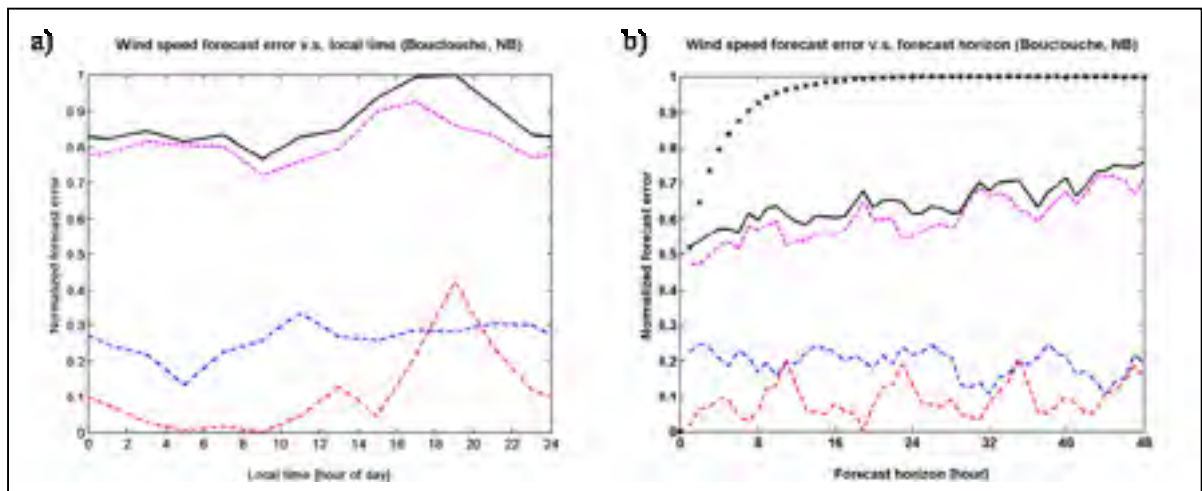 a)
Wind speed forecast error v.s. local time (Bouctouche, NB)
Normalized forecast error
1
0.9
0.8
0.7
0.6
0.5
0.4
0.3
0.2
0.1
0
0 2 4 6 8 10 12 14 16 18 20 22 24
Local time [hour of day]
b)
Wind speed forecast error v.s. forecast horizon (Bouctouche, NB)
Normalized forecast error
1
0.9
0.8
0.7
0.6
0.5
0.4
0.3
0.2
0.1
0
0 8 16 24 32 40 48
Forecast horizon [hour]